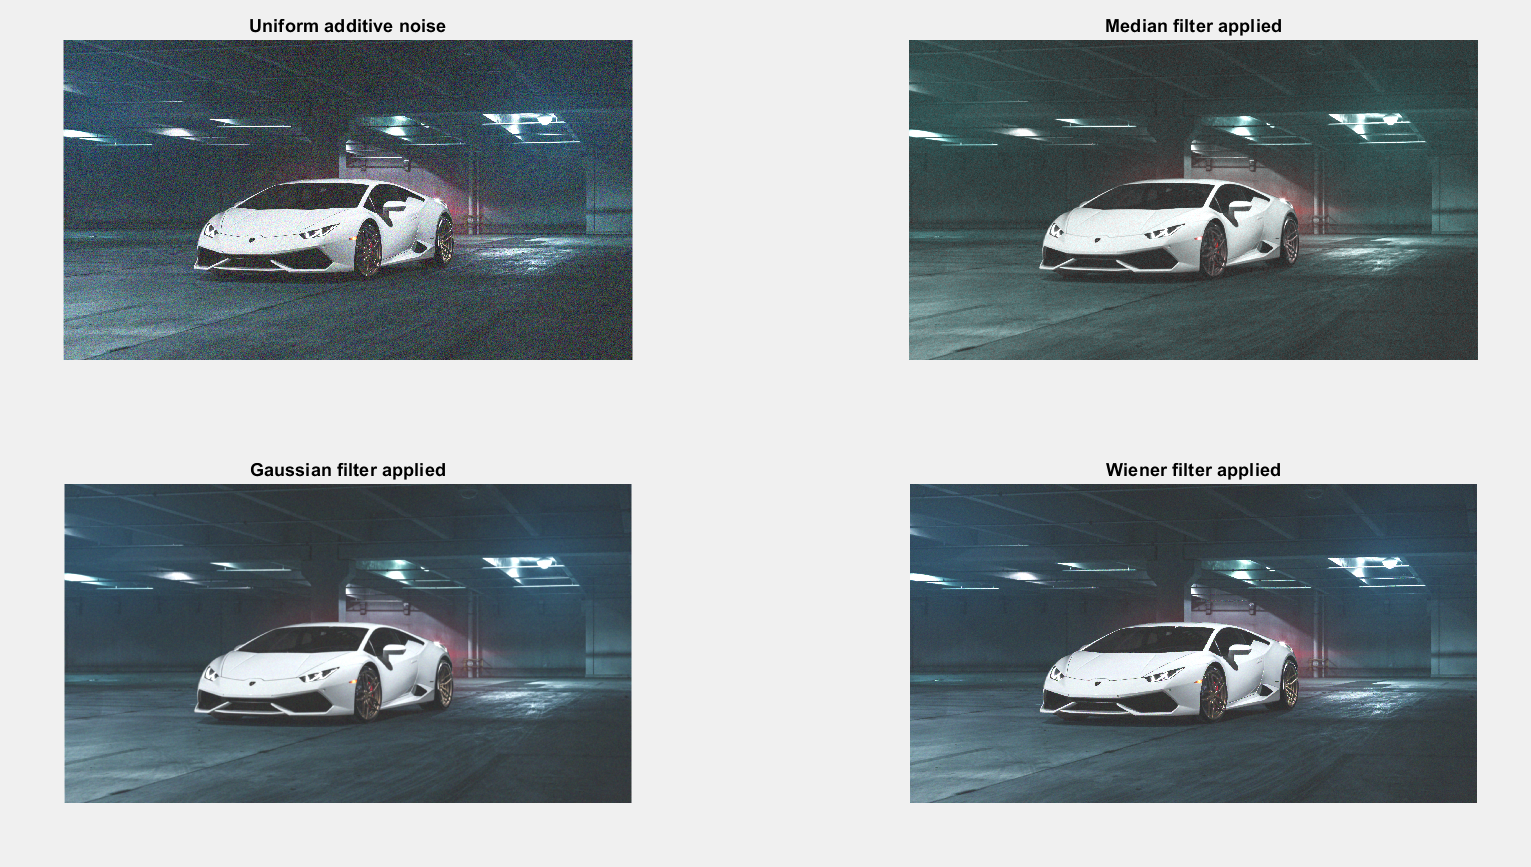 Uniform additive noise
Median filter applied
Gaussian filter applied
Wiener filter applied